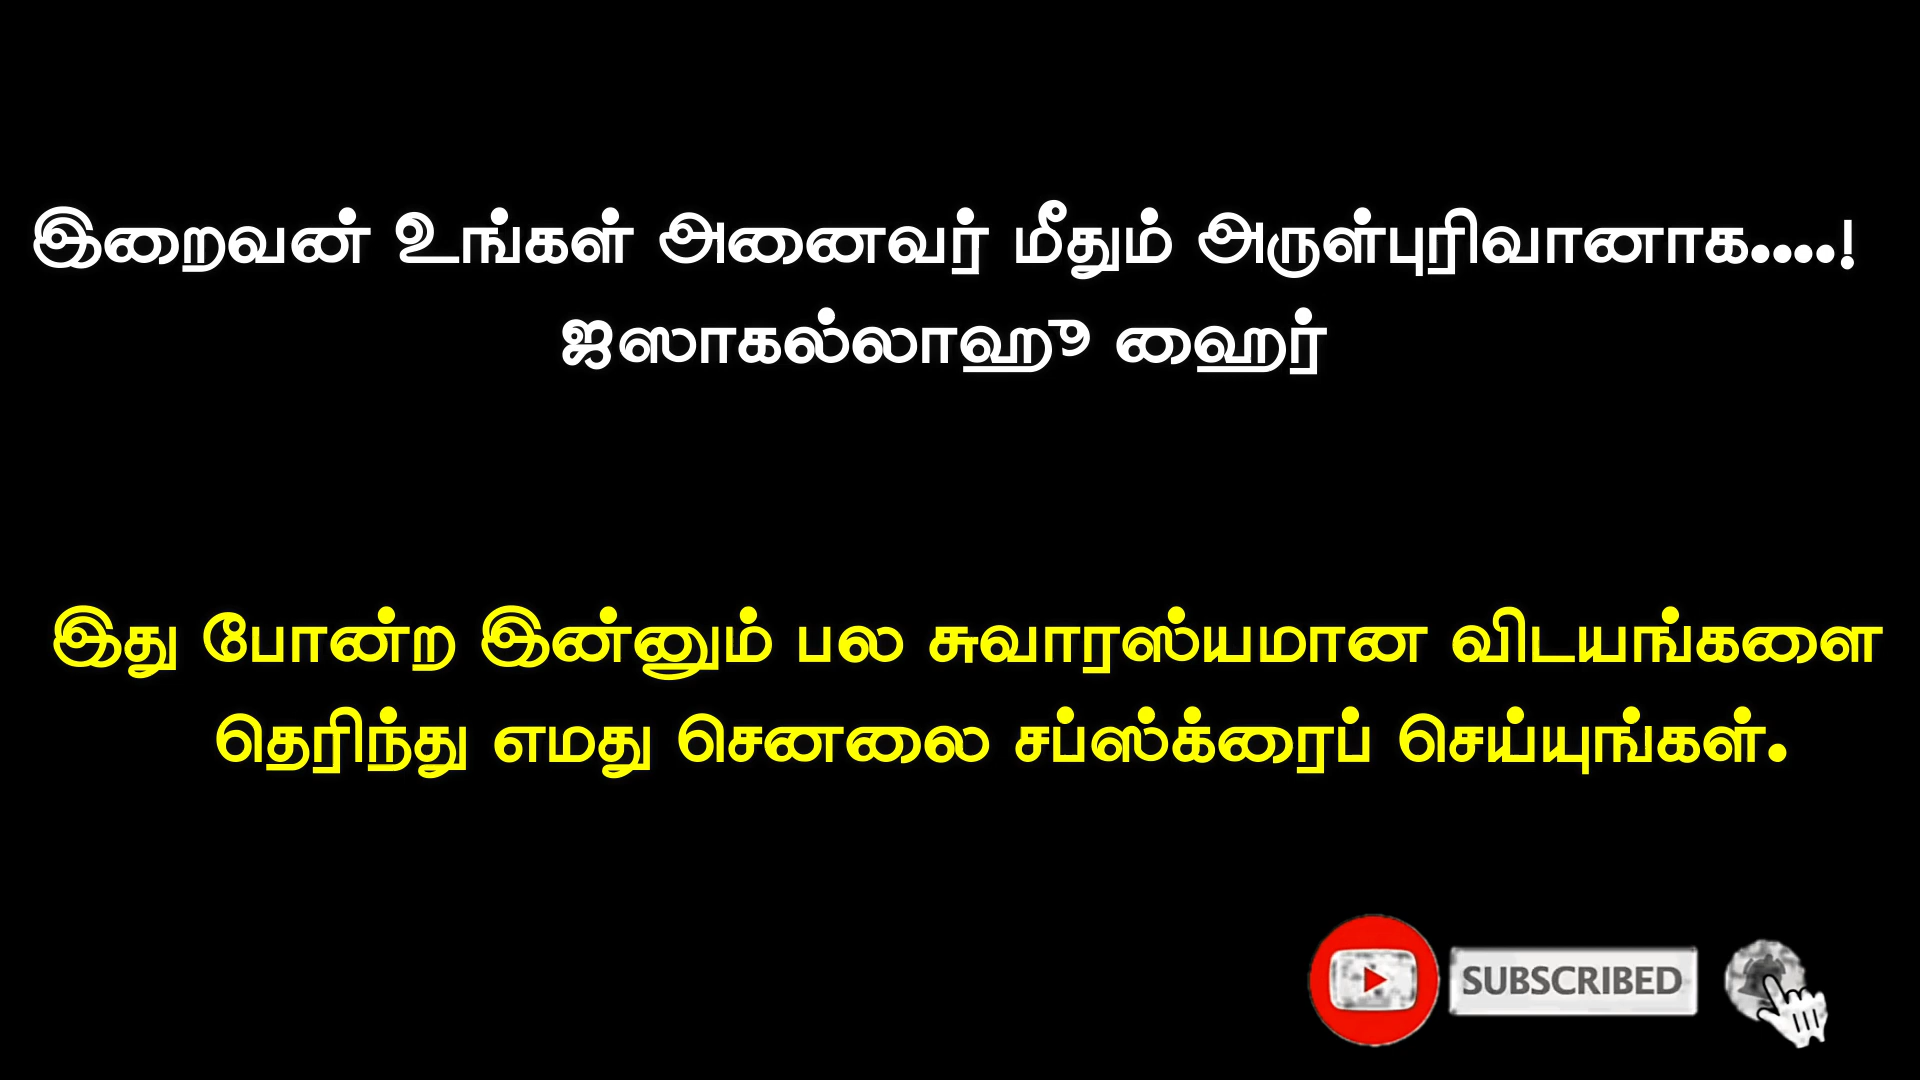 இறைவன் உங்கள் அனைவர் மீதும் அருள்புரிவானாக....!
ஜஸாகல்லாஹூ ஹைர்
இது போன்ற இன்னும் பல சுவாரஸ்யமான விடயங்களை
தெரிந்து எமது செனலை சப்ஸ்க்ரைப் செய்யுங்கள்.
SUBSCRIBED